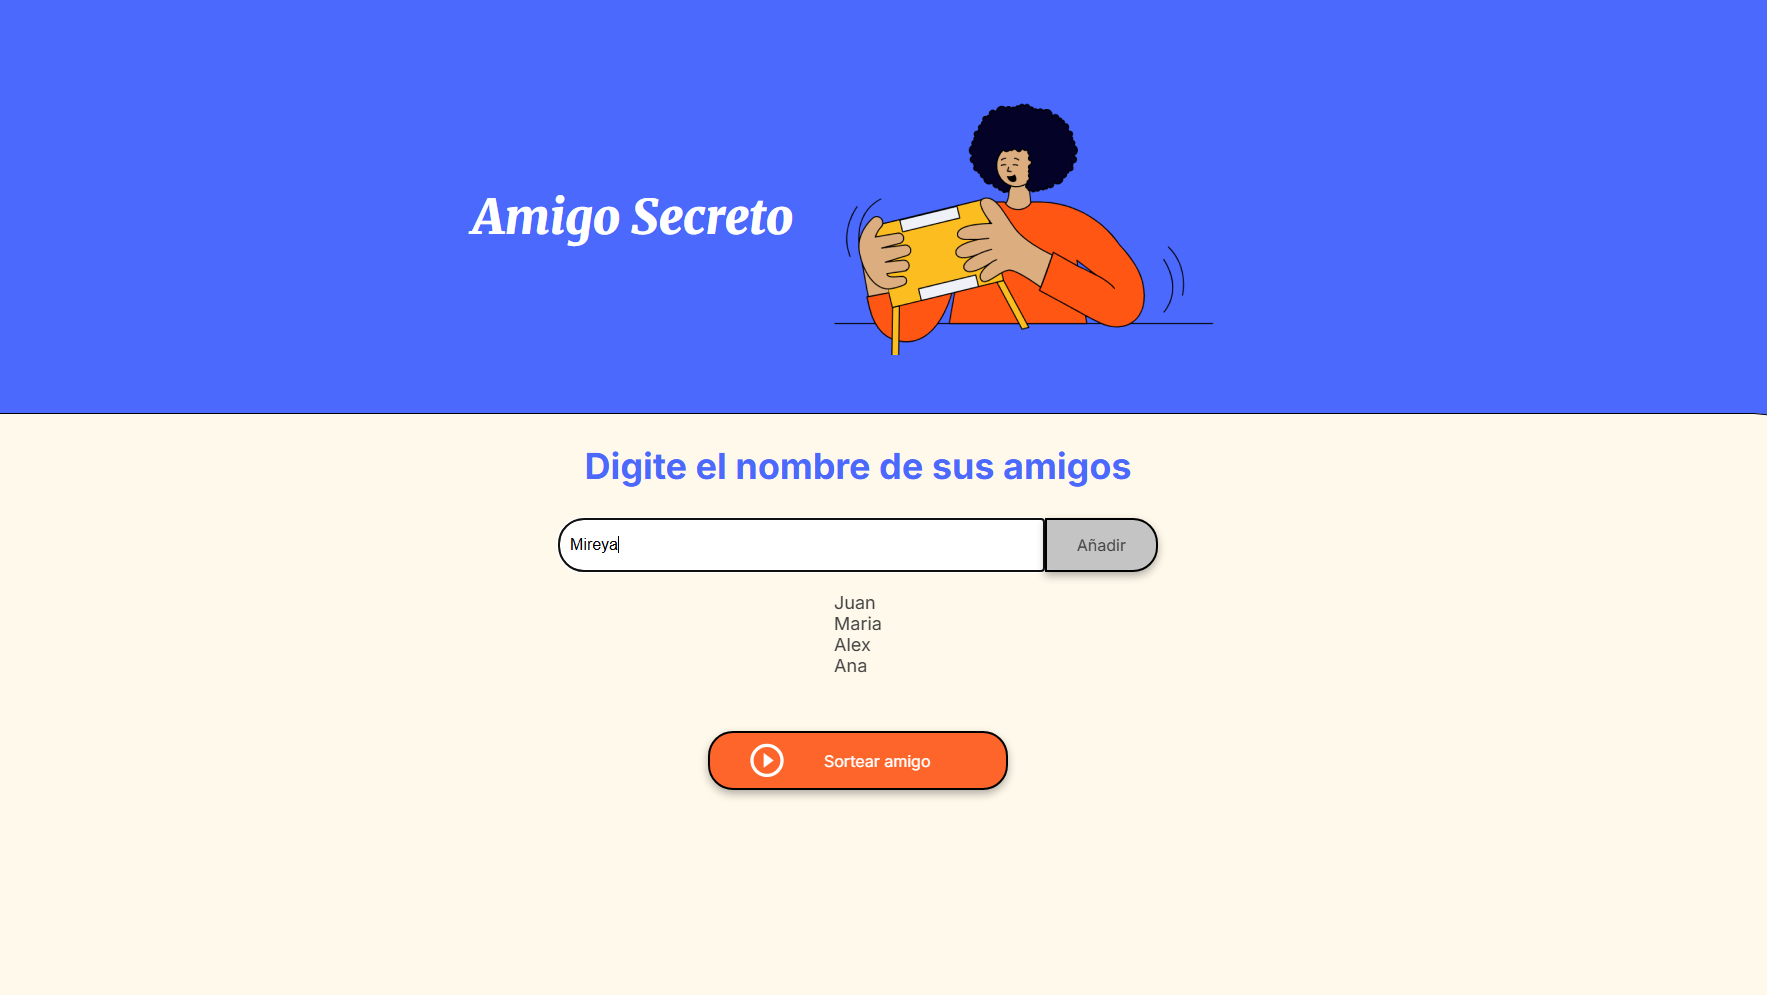 Amigo Secreto
Digite el nombre de sus amigos
Mireya
Añadir
Juan
Maria
Alex
Ana
Sortear amigo